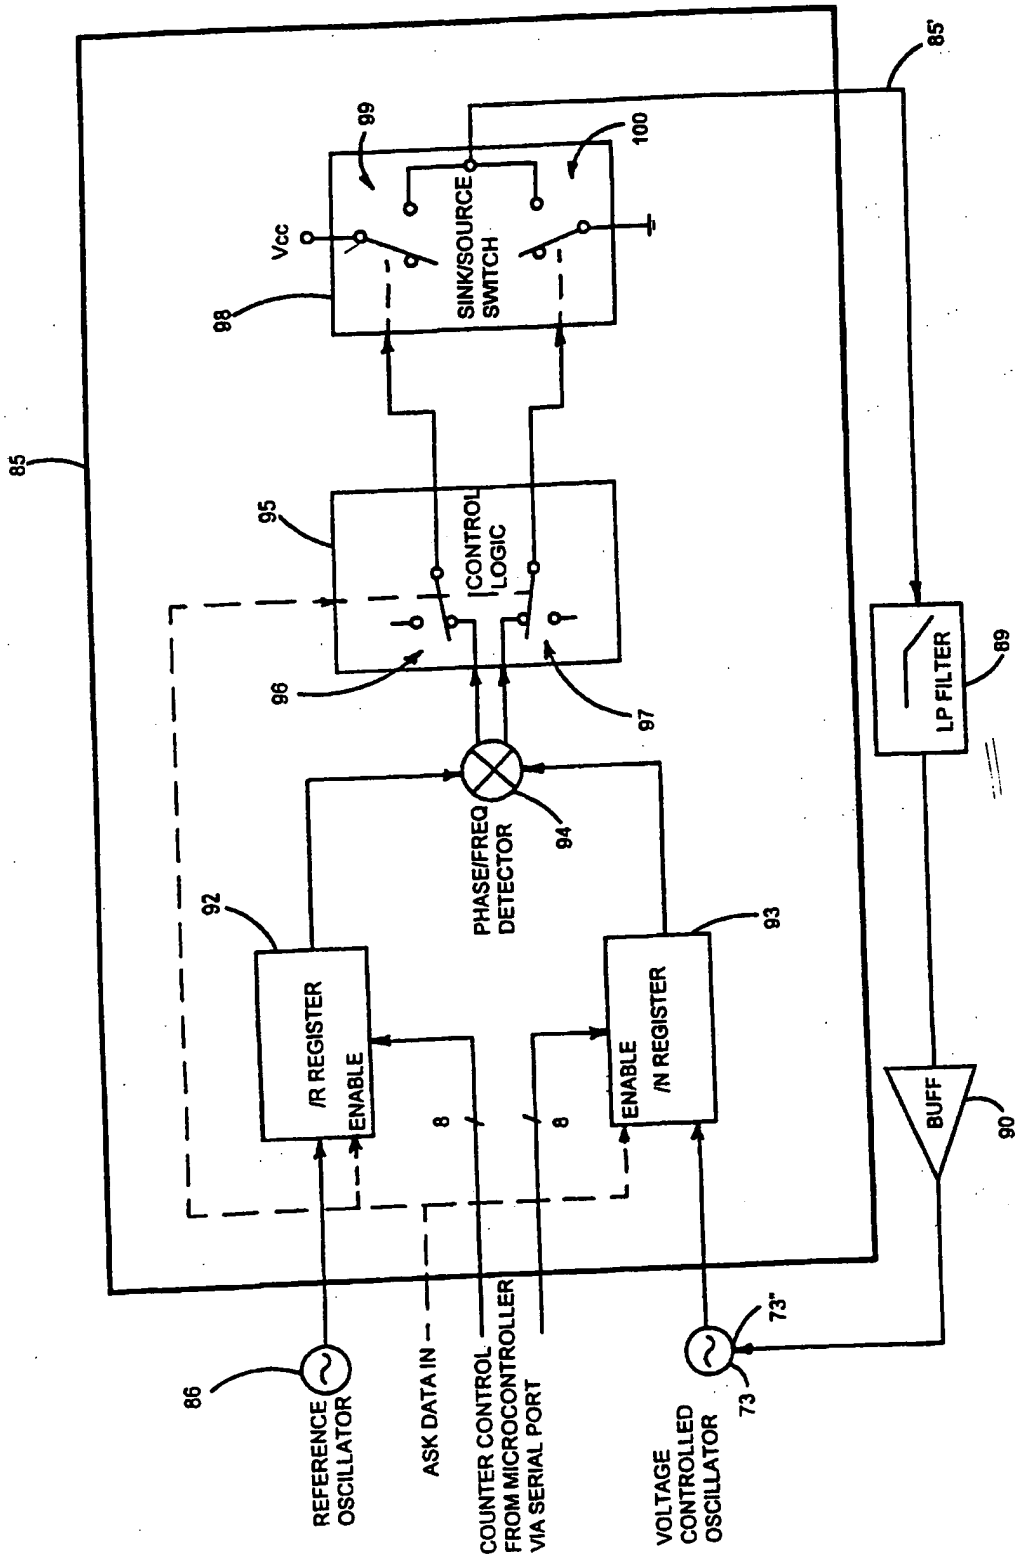 85
92
/R REGISTER
ENABLE
86
REFERENCE
OSCILLATOR
ASK DATA IN
COUNTER CONTROL
FROM MICROCONTROLLER
VIA SERIAL PORT
8
8
VOLTAGE
CONTROLLED
OSCILLATOR
73
73"
ENABLE
/N REGISTER
93
PHASE/FREQ
DETECTOR
94
95
96
97
CONTROL
LOGIC
98
Vcc
99
SINK/SOURCE
SWITCH
100
85'
LP FILTER
89
BUFF
90